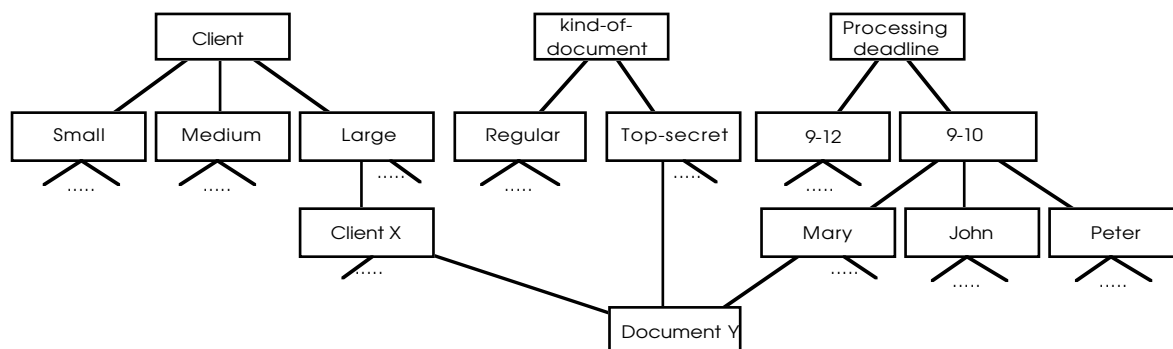 Client
kind-of-
document
Processing
deadline
Small
Medium
Large
Regular
Top-secret
9-12
9-10
.....
.....
.....
.....
.....
.....
Client X
Mary
John
Peter
.....
.....
.....
.....
Document Y